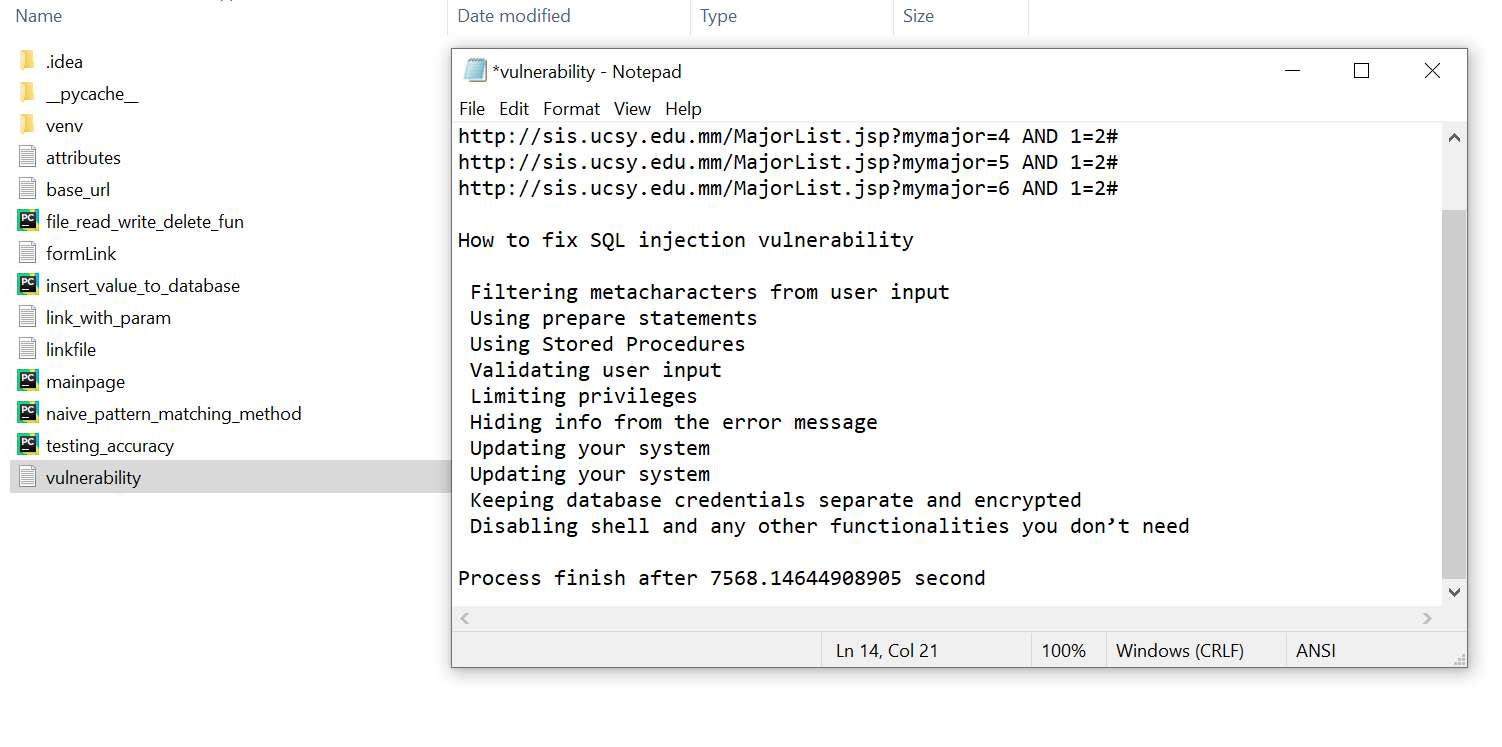 Name Date modified Type Size
.idea
__pycache__
venv
attributes
base_url
file_read_write_delete_fun
formLink
insert_value_to_database
link_with_param
linkfile
mainpage
naive_pattern_matching_method
testing_accuracy
vulnerability
*vulnerability - Notepad
File Edit Format View Help
http://sis.ucsy.edu.mm/MajorList.jsp?mymajor=4 AND 1=2#
http://sis.ucsy.edu.mm/MajorList.jsp?mymajor=5 AND 1=2#
http://sis.ucsy.edu.mm/MajorList.jsp?mymajor=6 AND 1=2#
How to fix SQL injection vulnerability
Filtering metacharacters from user input
Using prepare statements
Using Stored Procedures
Validating user input
Limiting privileges
Hiding info from the error message
Updating your system
Updating your system
Keeping database credentials separate and encrypted
Disabling shell and any other functionalities you don’t need
Process finish after 7568.14644908905 second
Ln 14, Col 21 100% Windows (CRLF) ANSI